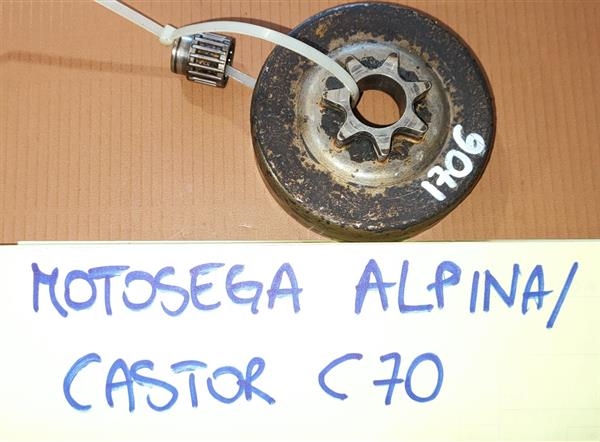 1706
MOTOSEGA ALPINA/
CASTOR C70